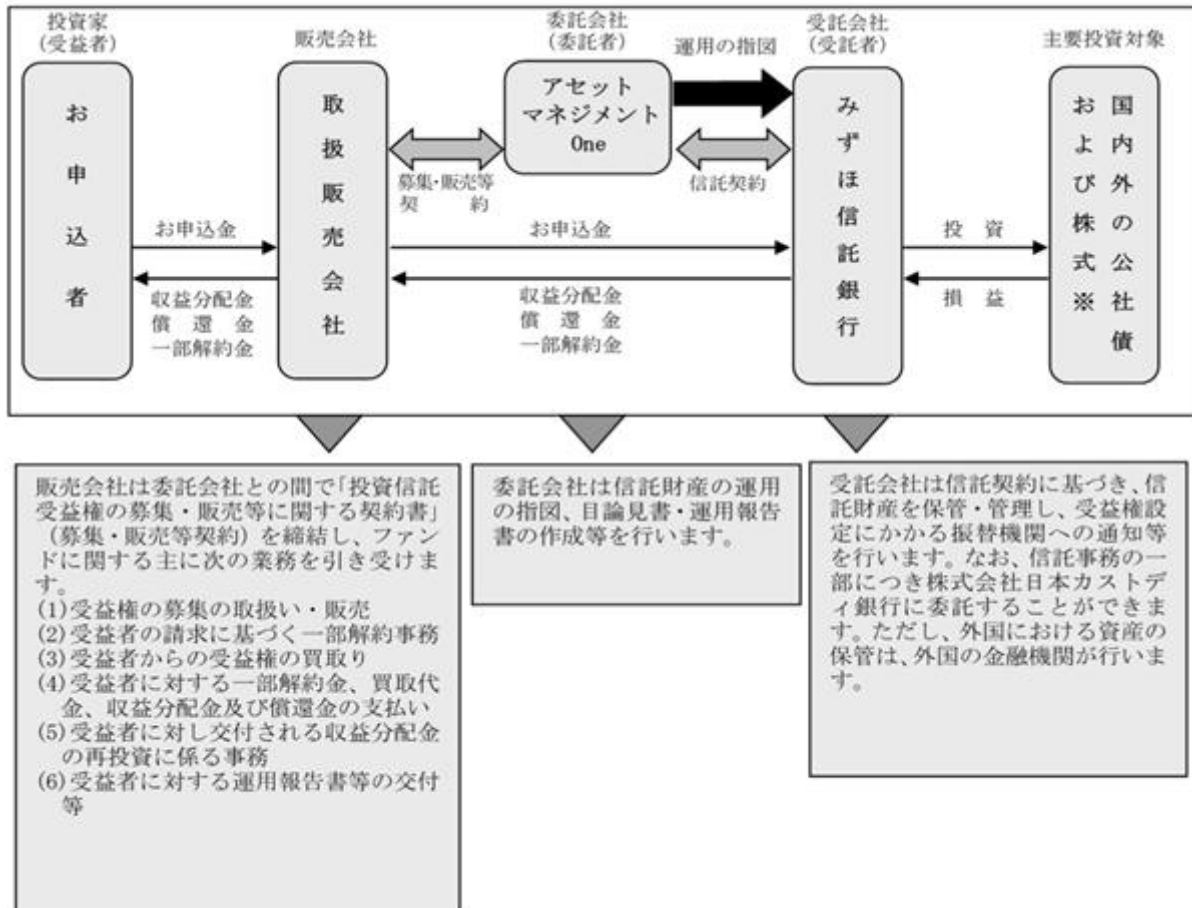 投資家
(受益者)
販売会社
委託会社
(委託者)
運用の指図
受託会社
(受託者)
主要投資対象
お申込者
取扱販売会社
アセット
マネジメント
One
みずほ信託銀行
国内外の公社債
および株式※
募集・販売等
契　　約
信託契約
お申込金
お申込金
投　資
収益分配金
償　還　金
一部解約金
収益分配金
償　還　金
一部解約金
損　益
販売会社は委託会社との間で「投資信託
受益権の募集・販売等に関する契約書」
（募集・販売等契約）を締結し、ファン
ドに関する主に次の業務を引き受けま
す。
(1)受益権の募集の取扱い・販売
(2)受益者の請求に基づく一部解約事務
(3)受益者からの受益権の買取り
(4)受益者に対する一部解約金、買取代
金、収益分配金及び償還金の支払い
(5)受益者に対し交付される収益分配金
の再投資に係る事務
(6)受益者に対する運用報告書等の交付
等
委託会社は信託財産の運用
の指図、目論見書・運用報告
書の作成等を行います。
受託会社は信託契約に基づき、信
託財産を保管・管理し、受益権設
定にかかる振替機関への通知等
を行います。なお、信託事務の一
部につき株式会社日本カストデ
ィ銀行に委託することができま
す。ただし、外国における資産の
保管は、外国の金融機関が行いま
す。